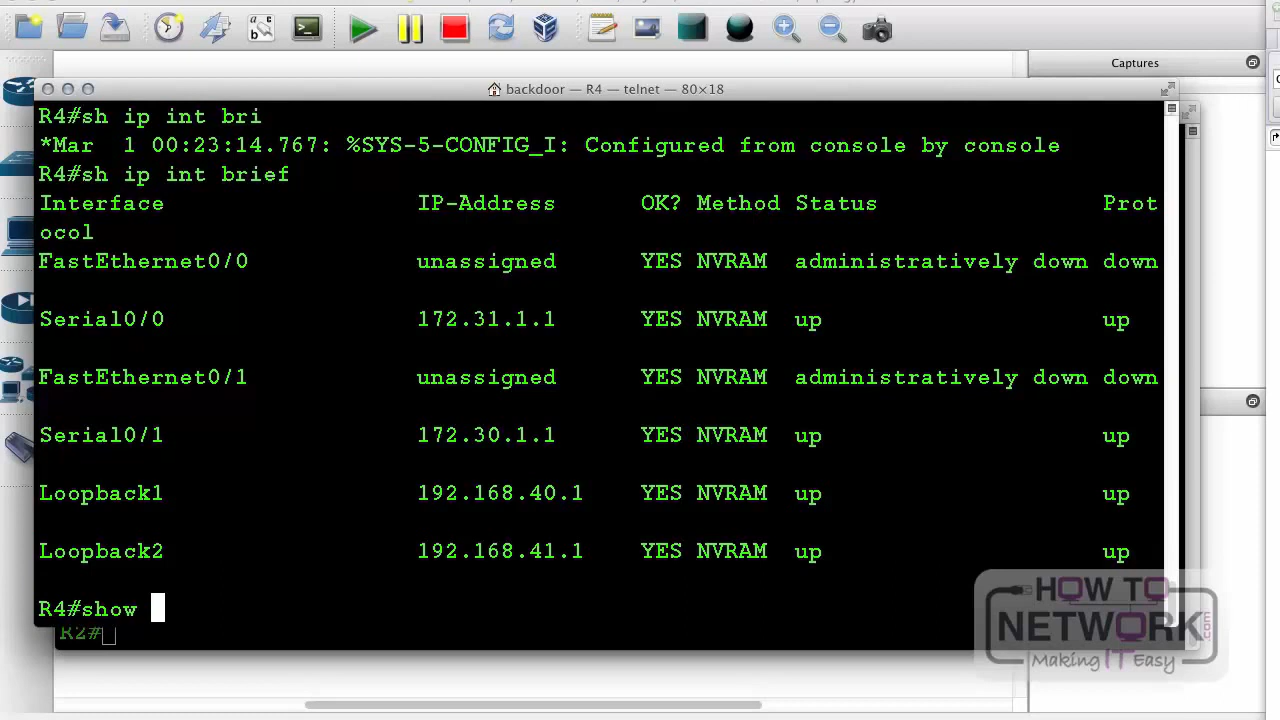 Captures
backdoor — R4 — telnet — 80×18
R4#sh ip int bri
*Mar  1 00:23:14.767: %SYS-5-CONFIG_I: Configured from console by console
R4#sh ip int brief
Interface IP-Address OK? Method Status Prot
ocol
FastEthernet0/0 unassigned YES NVRAM administratively down down
Serial0/0 172.31.1.1 YES NVRAM up up
FastEthernet0/1 unassigned YES NVRAM administratively down down
Serial0/1 172.30.1.1 YES NVRAM up up
Loopback1 192.168.40.1 YES NVRAM up up
Loopback2 192.168.41.1 YES NVRAM up up
R4#show
R2#
HOW TO
NETWORK.com
Making IT Easy